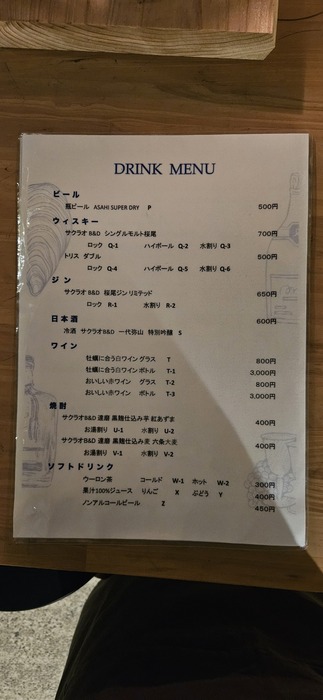 DRINK MENU
ビール
瓶ビール ASAHI SUPER DRY P 500円
ウィスキー
サクラオB&D シングルモルト桜尾 700円
ロック Q-1 ハイボール Q-2 水割り Q-3
トリス ダブル 500円
ロック Q-4 ハイボール Q-5 水割り Q-6
ジン
サクラオB&D 桜尾ジン リミテッド 650円
ロック R-1 水割り R-2
日本酒 600円
冷酒 サクラオB&D 一代弥山 特別吟醸 S
ワイン
牡蠣に合う白ワイン グラス T 800円
牡蠣に合う白ワイン ボトル T-1 3,000円
おいしい赤ワイン グラス T-2 800円
おいしい赤ワイン ボトル T-3 3,000円
焼酎
サクラオB&D 達磨 黒麹仕込み芋 紅あずま 400円
お湯割り U-1 水割り U-2
サクラオB&D 達磨 黒麹仕込み麦 六条大麦 400円
お湯割り V-1 水割り V-2
ソフトドリンク
ウーロン茶 コールド W-1 ホット W-2 300円
果汁100%ジュース りんご X ぶどう Y 400円
ノンアルコールビール Z 450円